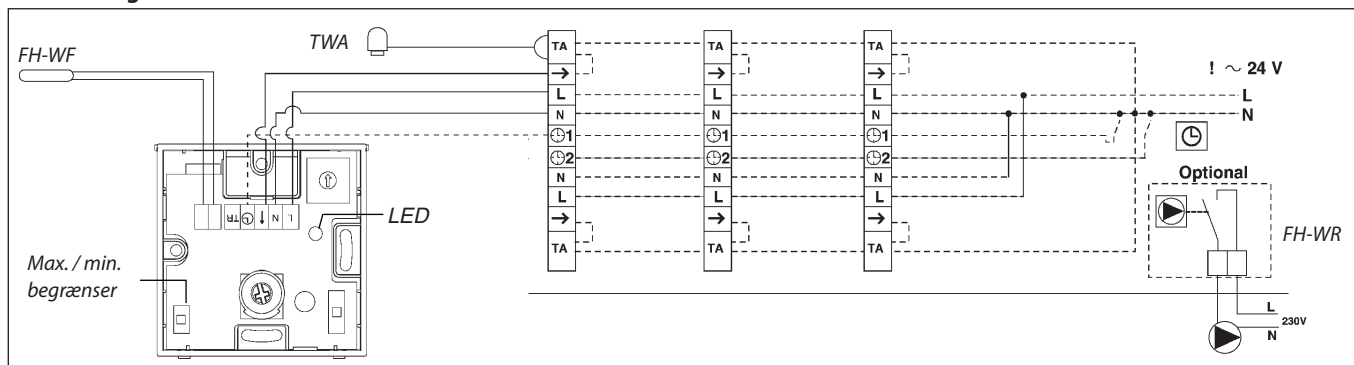 FH-WF
TWA
LED
Max. / min.
begrænser
TR
↓
N
L
TA
→
L
N
1
2
N
L
→
TA
TA
→
L
N
1
2
N
L
→
TA
TA
→
L
N
1
2
N
L
→
TA
! ~ 24 V
L
N
Optional
FH-WR
L
230V
N